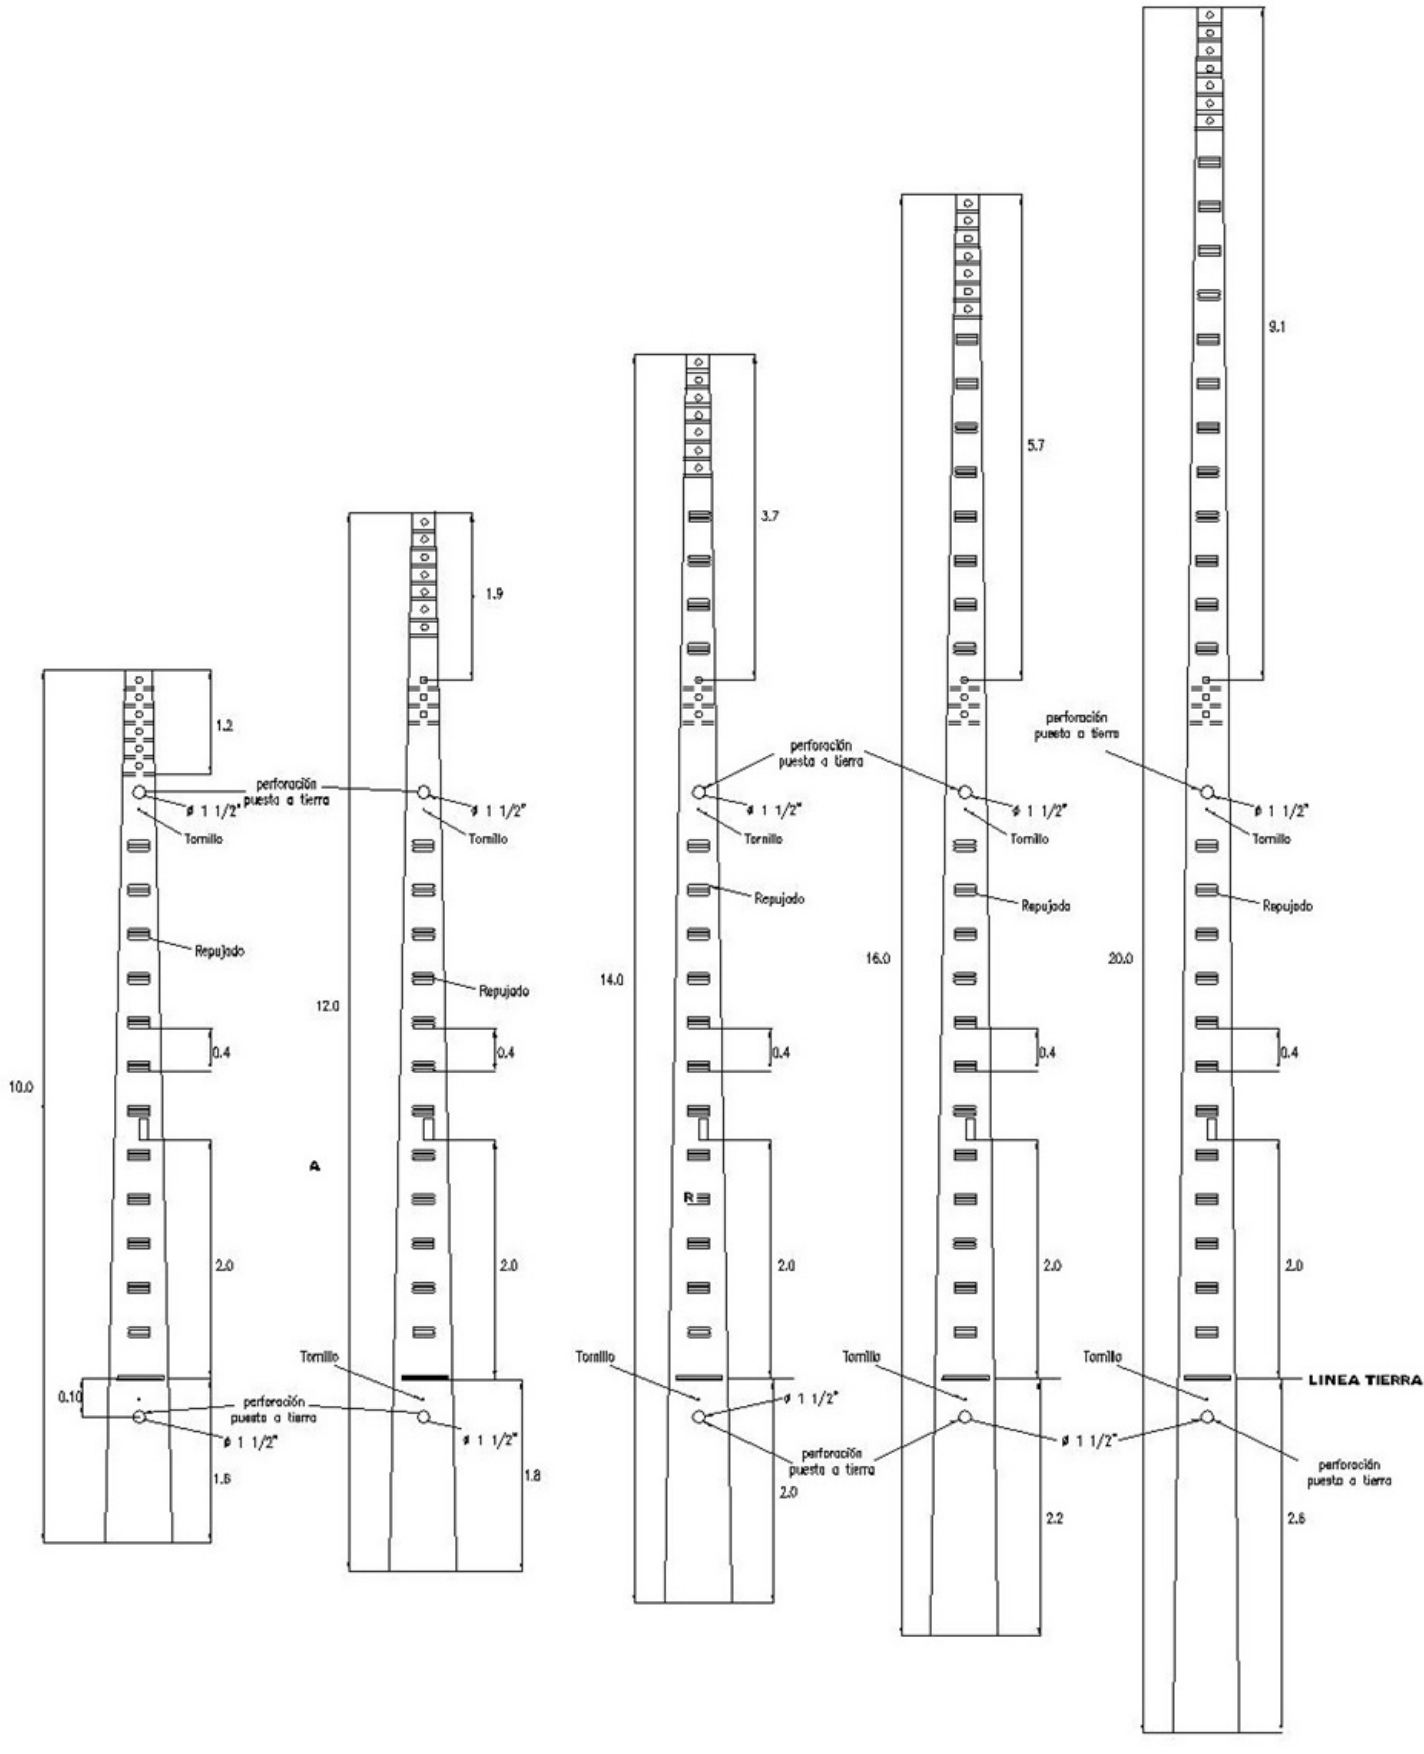 9.1
5.7
3.7
1.9
1.2
perforación
puesta a tierra
perforación
puesta a tierra
perforación
puesta a tierra
ø 1 1/2"
ø 1 1/2"
ø 1 1/2"
ø 1 1/2"
ø 1 1/2"
Tornillo
Tornillo
Tornillo
Tornillo
Tornillo
Repujado
Repujado
Repujado
Repujado
Repujado
16.0
20.0
14.0
12.0
10.0
0.4
0.4
0.4
0.4
0.4
A
R
2.0
2.0
2.0
2.0
2.0
Tornillo
Tornillo
Tornillo
Tornillo
LINEA TIERRA
0.10
perforación
puesta a tierra
ø 1 1/2"
ø 1 1/2"
ø 1 1/2"
ø 1 1/2"
perforación
puesta a tierra
perforación
puesta a tierra
1.6
1.8
2.0
2.2
2.6